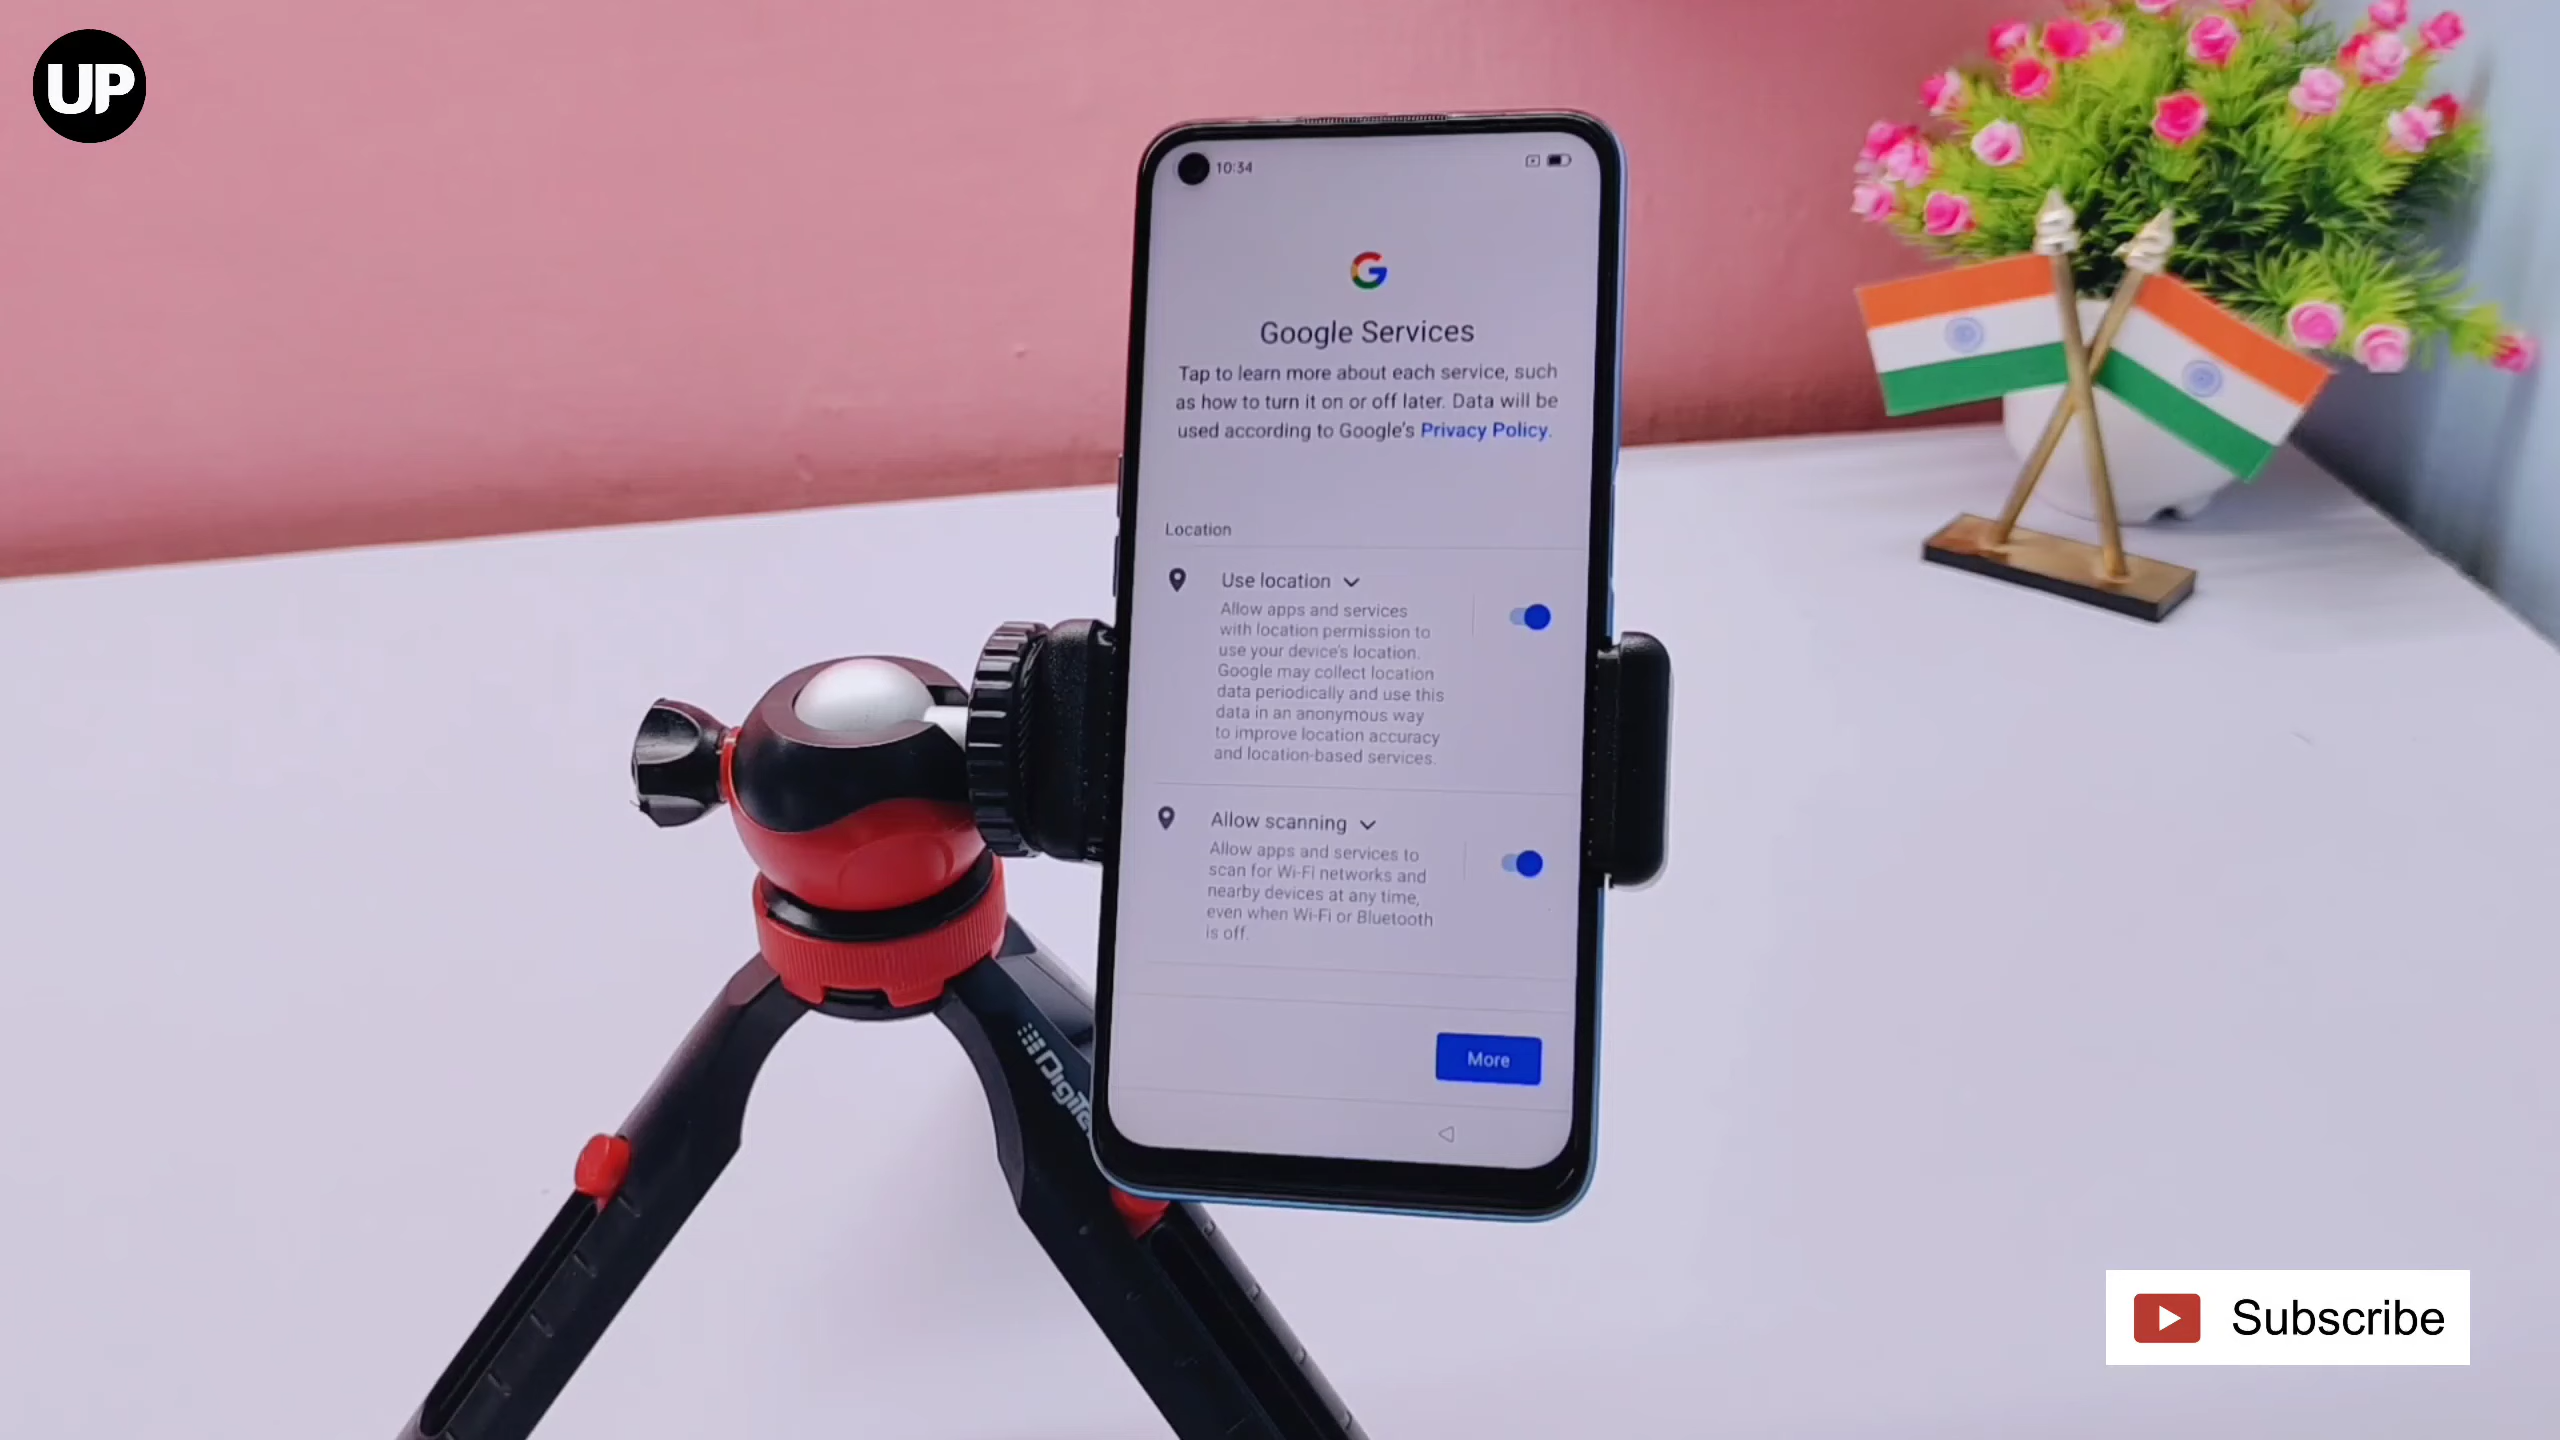 UP
10:34
Google Services
Tap to learn more about each service, such
as how to turn it on or off later. Data will be
used according to Google's Privacy Policy.
Location
Use location
Allow apps and services
with location permission to
use your device's location.
Google may collect location
data periodically and use this
data in an anonymous way
to improve location accuracy
and location-based services.
Allow scanning
Allow apps and services to
scan for Wi-Fi networks and
nearby devices at any time,
even when Wi-Fi or Bluetooth
is off.
More
Subscribe